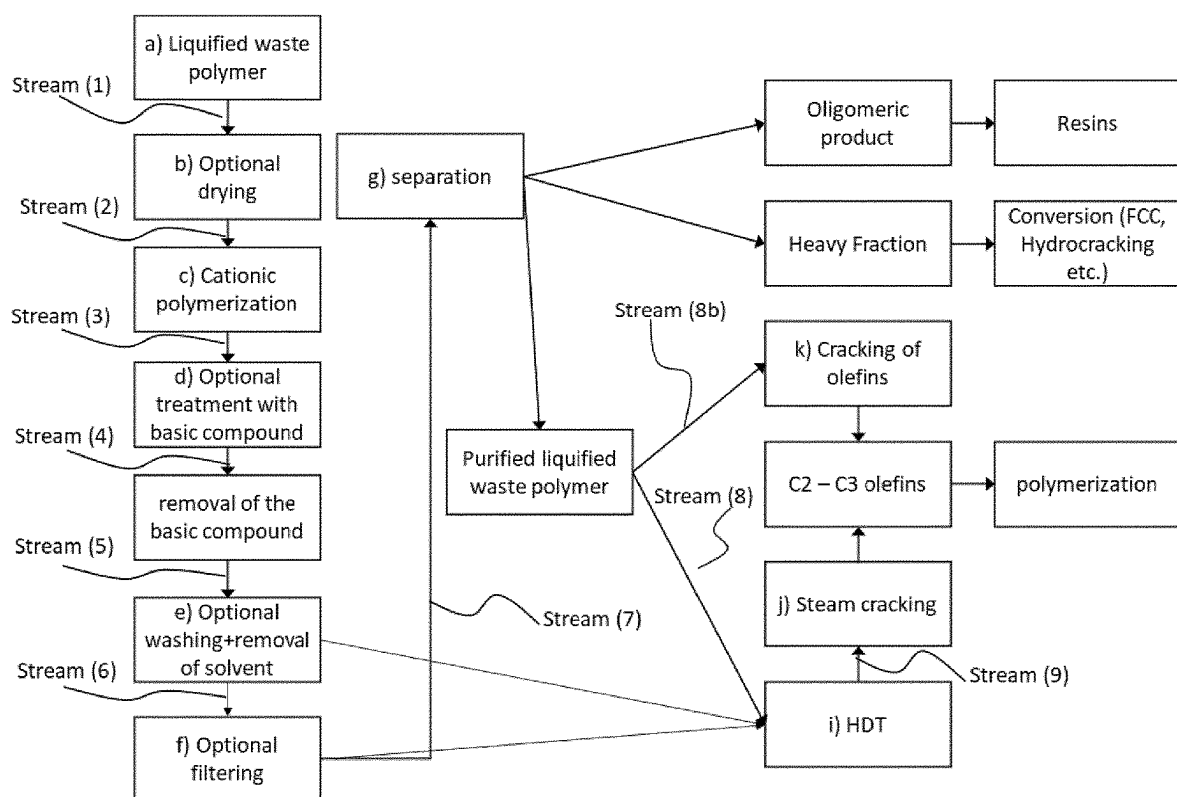 a) Liquified waste
polymer
Stream (1)
b) Optional
drying
Stream (2)
c) Cationic
polymerization
Stream (3)
d) Optional
treatment with
basic compound
Stream (4)
removal of the
basic compound
Stream (5)
e) Optional
washing+removal
of solvent
Stream (6)
f) Optional
filtering
Stream (7)
g) separation
Oligomeric
product
Resins
Heavy Fraction
Conversion (FCC,
Hydrocracking
etc.)
Purified liquified
waste polymer
Stream (8b)
k) Cracking of
olefins
C2 – C3 olefins
polymerization
Stream (8)
j) Steam cracking
Stream (9)
i) HDT